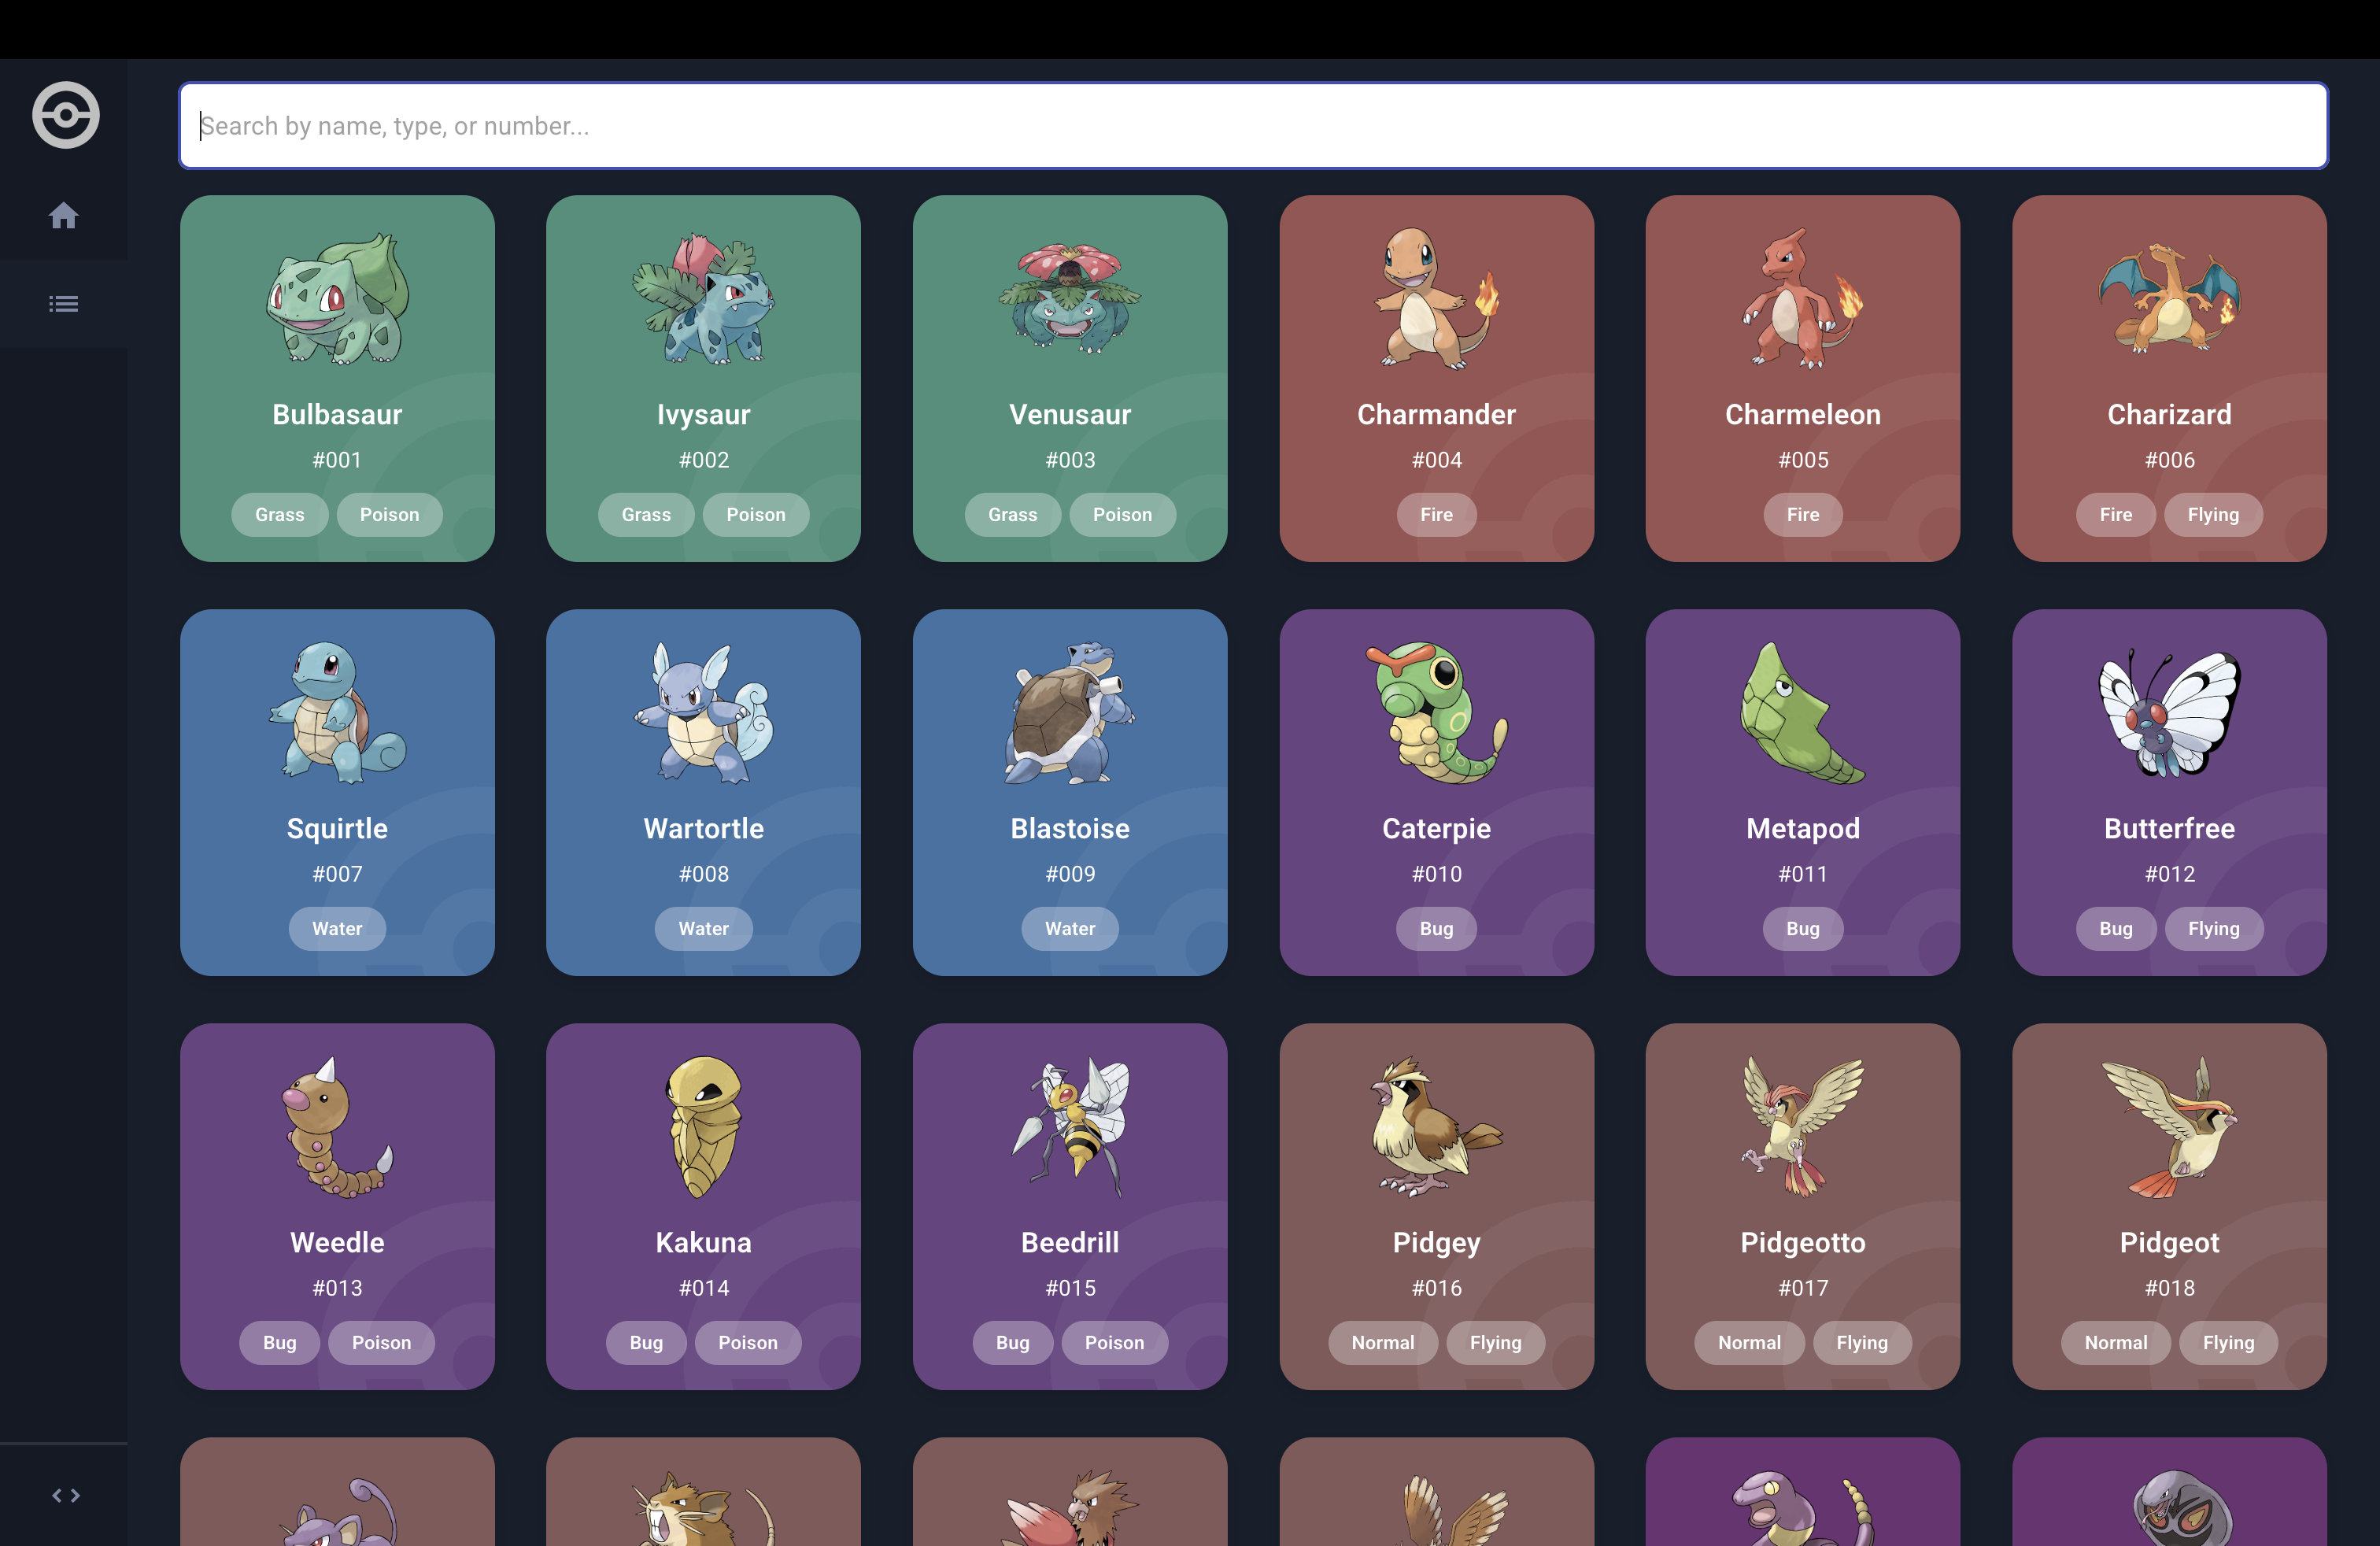 Search by name, type, or number...
Bulbasaur
#001
Grass Poison
Ivysaur
#002
Grass Poison
Venusaur
#003
Grass Poison
Charmander
#004
Fire
Charmeleon
#005
Fire
Charizard
#006
Fire Flying
Squirtle
#007
Water
Wartortle
#008
Water
Blastoise
#009
Water
Caterpie
#010
Bug
Metapod
#011
Bug
Butterfree
#012
Bug Flying
Weedle
#013
Bug Poison
Kakuna
#014
Bug Poison
Beedrill
#015
Bug Poison
Pidgey
#016
Normal Flying
Pidgeotto
#017
Normal Flying
Pidgeot
#018
Normal Flying